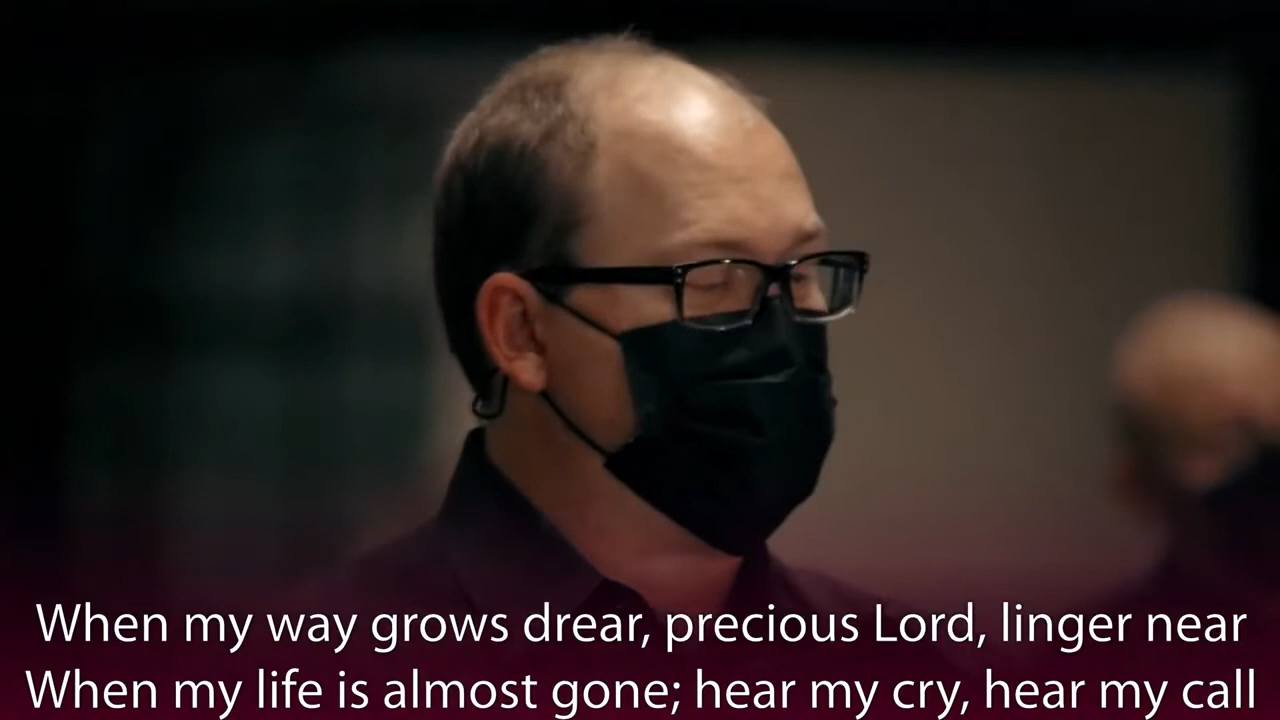 When my way grows drear, precious Lord, linger near
When my life is almost gone; hear my cry, hear my call